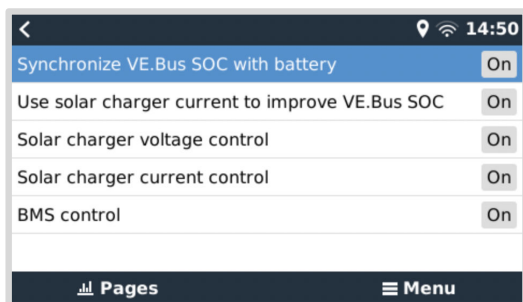 14:50
Synchronize VE.Bus SOC with battery On
Use solar charger current to improve VE.Bus SOC On
Solar charger voltage control On
Solar charger current control On
BMS control On
Pages Menu